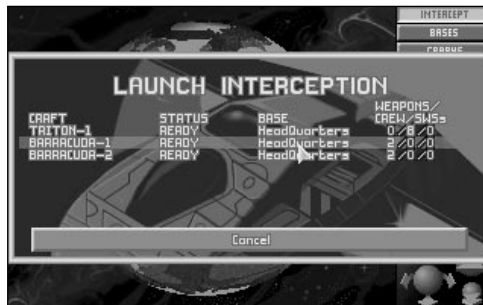 INTERCEPT
BASES
GRAPHS
LAUNCH INTERCEPTION
WEAPONS/
CRAFT STATUS BASE CREW/SWSs
TRITON-1 READY HeadQuarters 0/8/0
BARRACUDA-1 READY HeadQuarters 2/0/0
BARRACUDA-2 READY HeadQuarters 2/0/0
Cancel